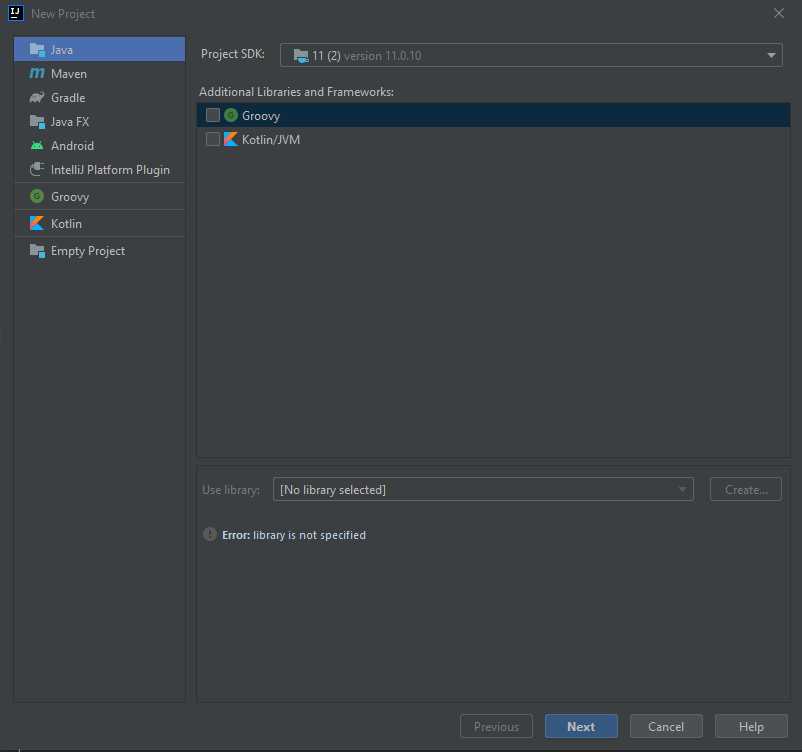 IJ
New Project
Java
Maven
Gradle
Java FX
Android
IntelliJ Platform Plugin
Groovy
Kotlin
Empty Project
Project SDK: 11 (2) version 11.0.10
Additional Libraries and Frameworks:
G Groovy
Kotlin/JVM
Use library: [No library selected] Create...
! Error: library is not specified
Previous Next Cancel Help